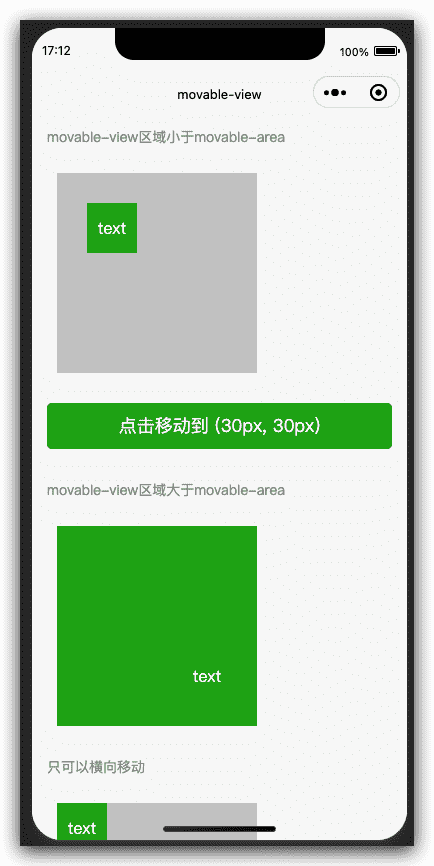 17:12
100%
movable-view
movable-view区域小于movable-area
text
点击移动到 (30px, 30px)
movable-view区域大于movable-area
text
只可以横向移动
text